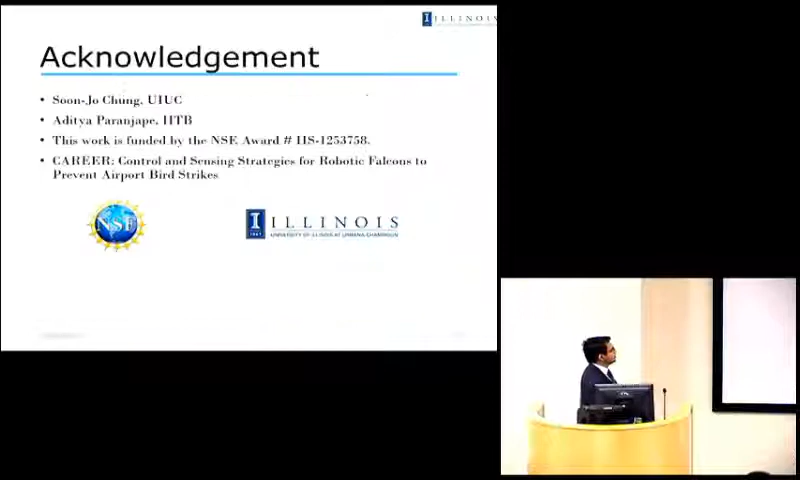 ILLINOIS
Acknowledgement
• Soon-Jo Chung, UIUC
• Aditya Paranjape, IITB
• This work is funded by the NSF Award # IIS-1253758.
• CAREER: Control and Sensing Strategies for Robotic Falcons to
Prevent Airport Bird Strikes
NSF
ILLINOIS
UNIVERSITY OF ILLINOIS AT URBANA-CHAMPAIGN